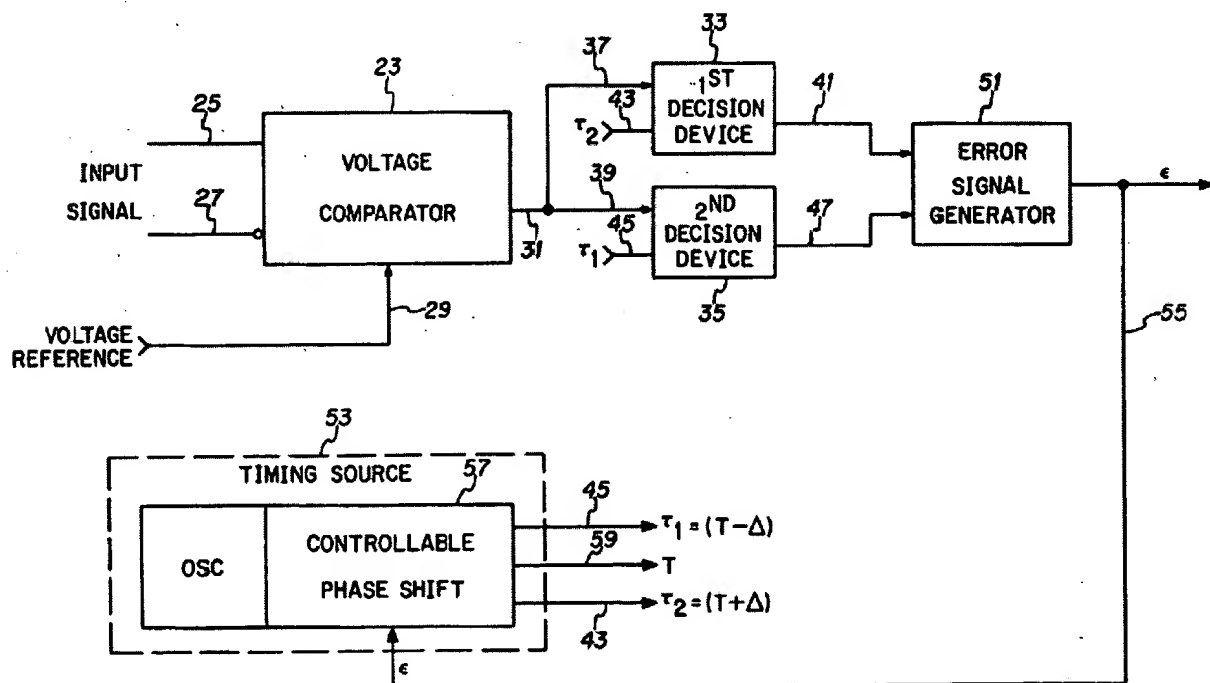 33
37
1ST
DECISION
DEVICE
43
τ2
41
51
ERROR
SIGNAL
GENERATOR
ε
23
25
INPUT
SIGNAL
27
VOLTAGE
COMPARATOR
31
39
2ND
DECISION
DEVICE
45
τ1
47
35
29
VOLTAGE
REFERENCE
55
53
TIMING SOURCE
57
OSC
CONTROLLABLE
PHASE SHIFT
45
τ1 = (T-Δ)
59
T
43
τ2 = (T+Δ)
ε